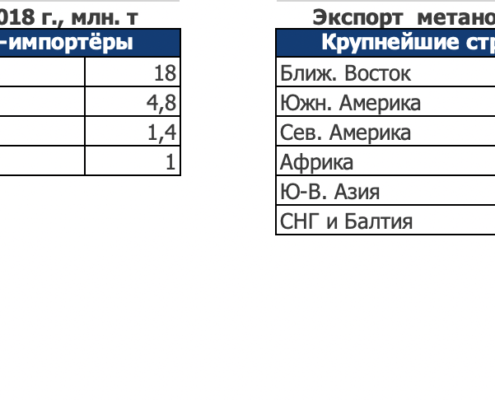 018 г., млн. т
-импортёры
18
4,8
1,4
1
Экспорт метано
Крупнейшие стр
Ближ. Восток
Южн. Америка
Сев. Америка
Африка
Ю-В. Азия
СНГ и Балтия